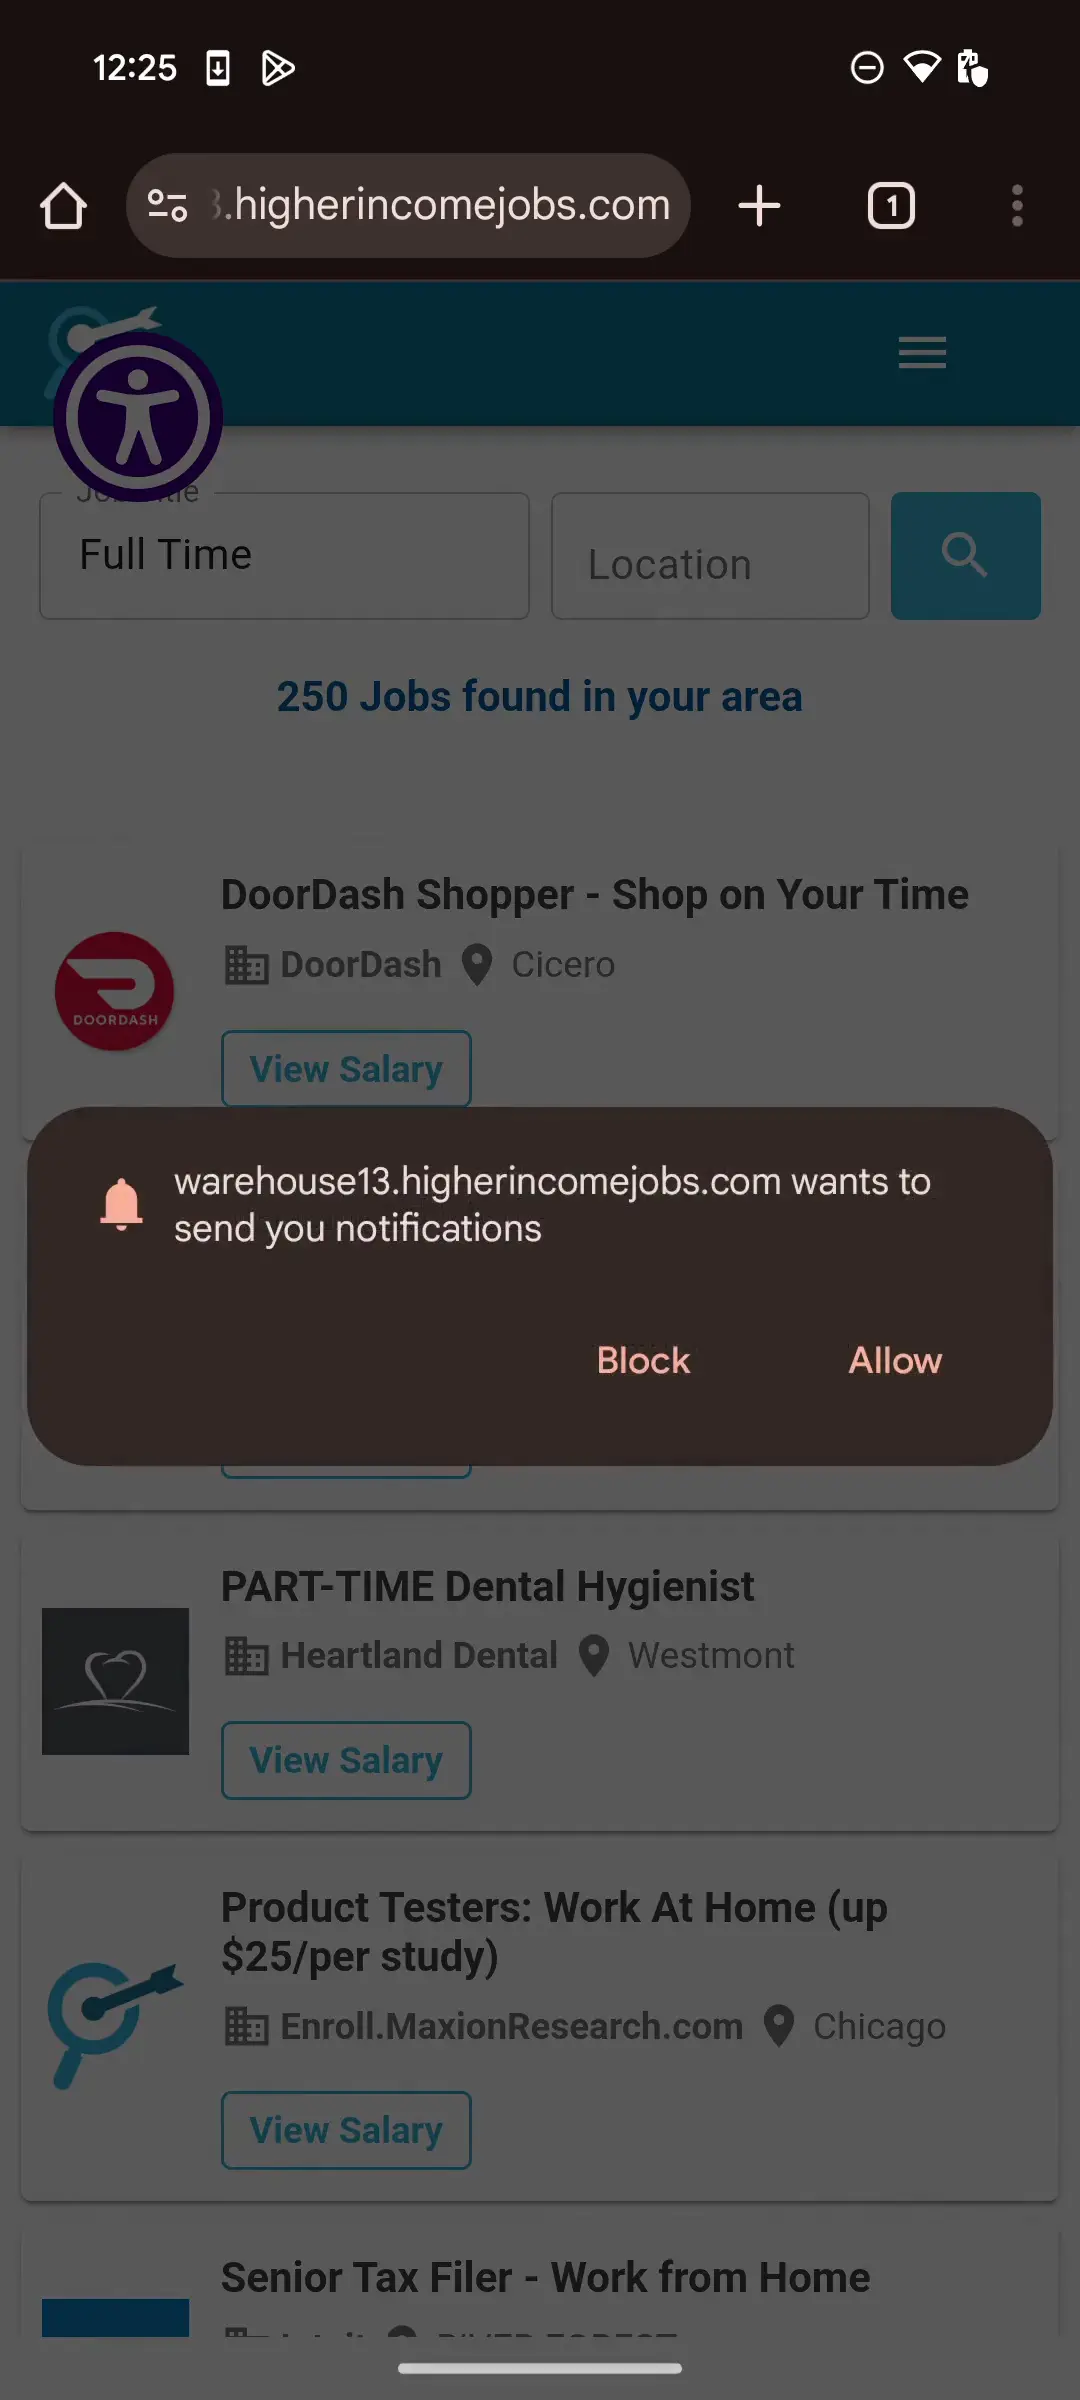 12:25
.higherincomejobs.com
1
Full Time
Location
250 Jobs found in your area
DoorDash Shopper - Shop on Your Time
DoorDash Cicero
DOORDASH
View Salary
warehouse13.higherincomejobs.com wants to
send you notifications
Block Allow
PART-TIME Dental Hygienist
Heartland Dental Westmont
View Salary
Product Testers: Work At Home (up
$25/per study)
Enroll.MaxionResearch.com Chicago
View Salary
Senior Tax Filer - Work from Home